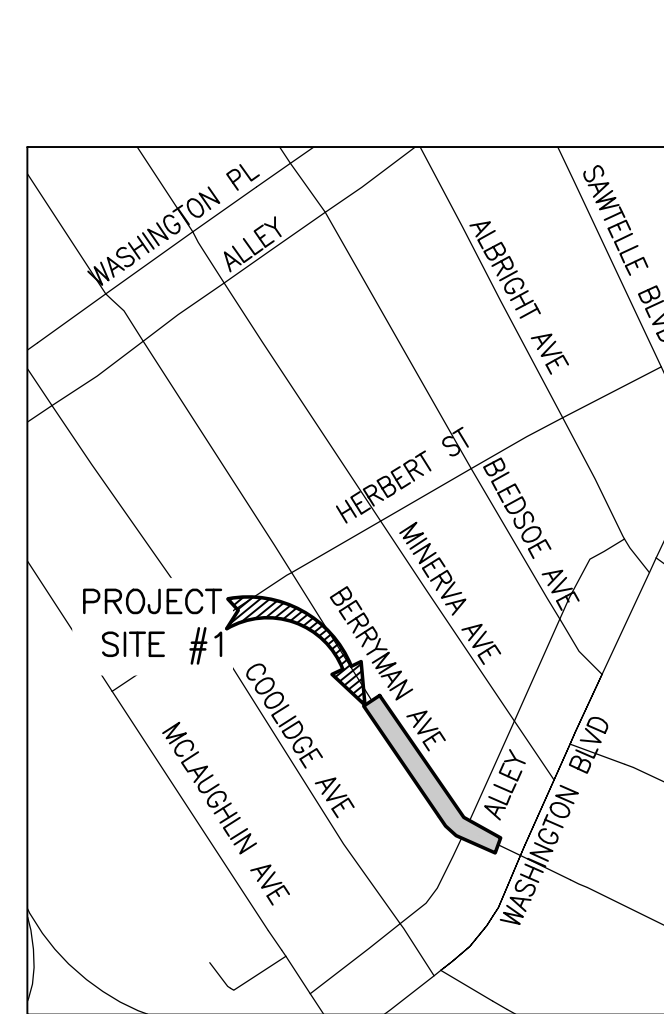 WASHINGTON PL
ALLEY
ALBRIGHT AVE
SAWTELLE BLVD
HERBERT ST
BLEDSOE AVE
MINERVA AVE
PROJECT
SITE #1
BERRYMAN AVE
COOLIDGE AVE
MCLAUGHLIN AVE
ALLEY
WASHINGTON BLVD